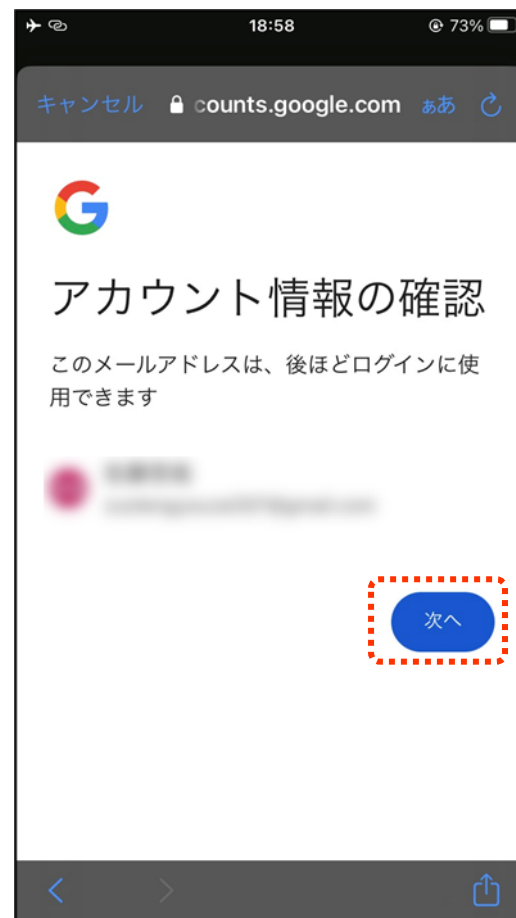 18:58
73%
キャンセル counts.google.com ぁあ
G
アカウント情報の確認
このメールアドレスは、後ほどログインに使
用できます
次へ